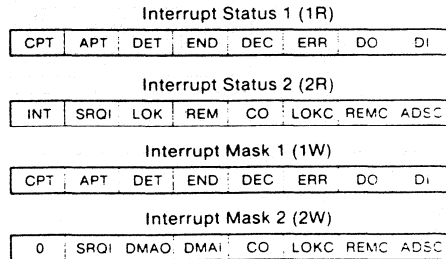 Interrupt Status 1 (1R)
CPT APT DET END DEC ERR DO DI
Interrupt Status 2 (2R)
INT SRQI LOK REM CO LOKC REMC ADSC
Interrupt Mask 1 (1W)
CPT APT DET END DEC ERR DO DI
Interrupt Mask 2 (2W)
0 SRQI DMAO DMAI CO LOKC REMC ADSC